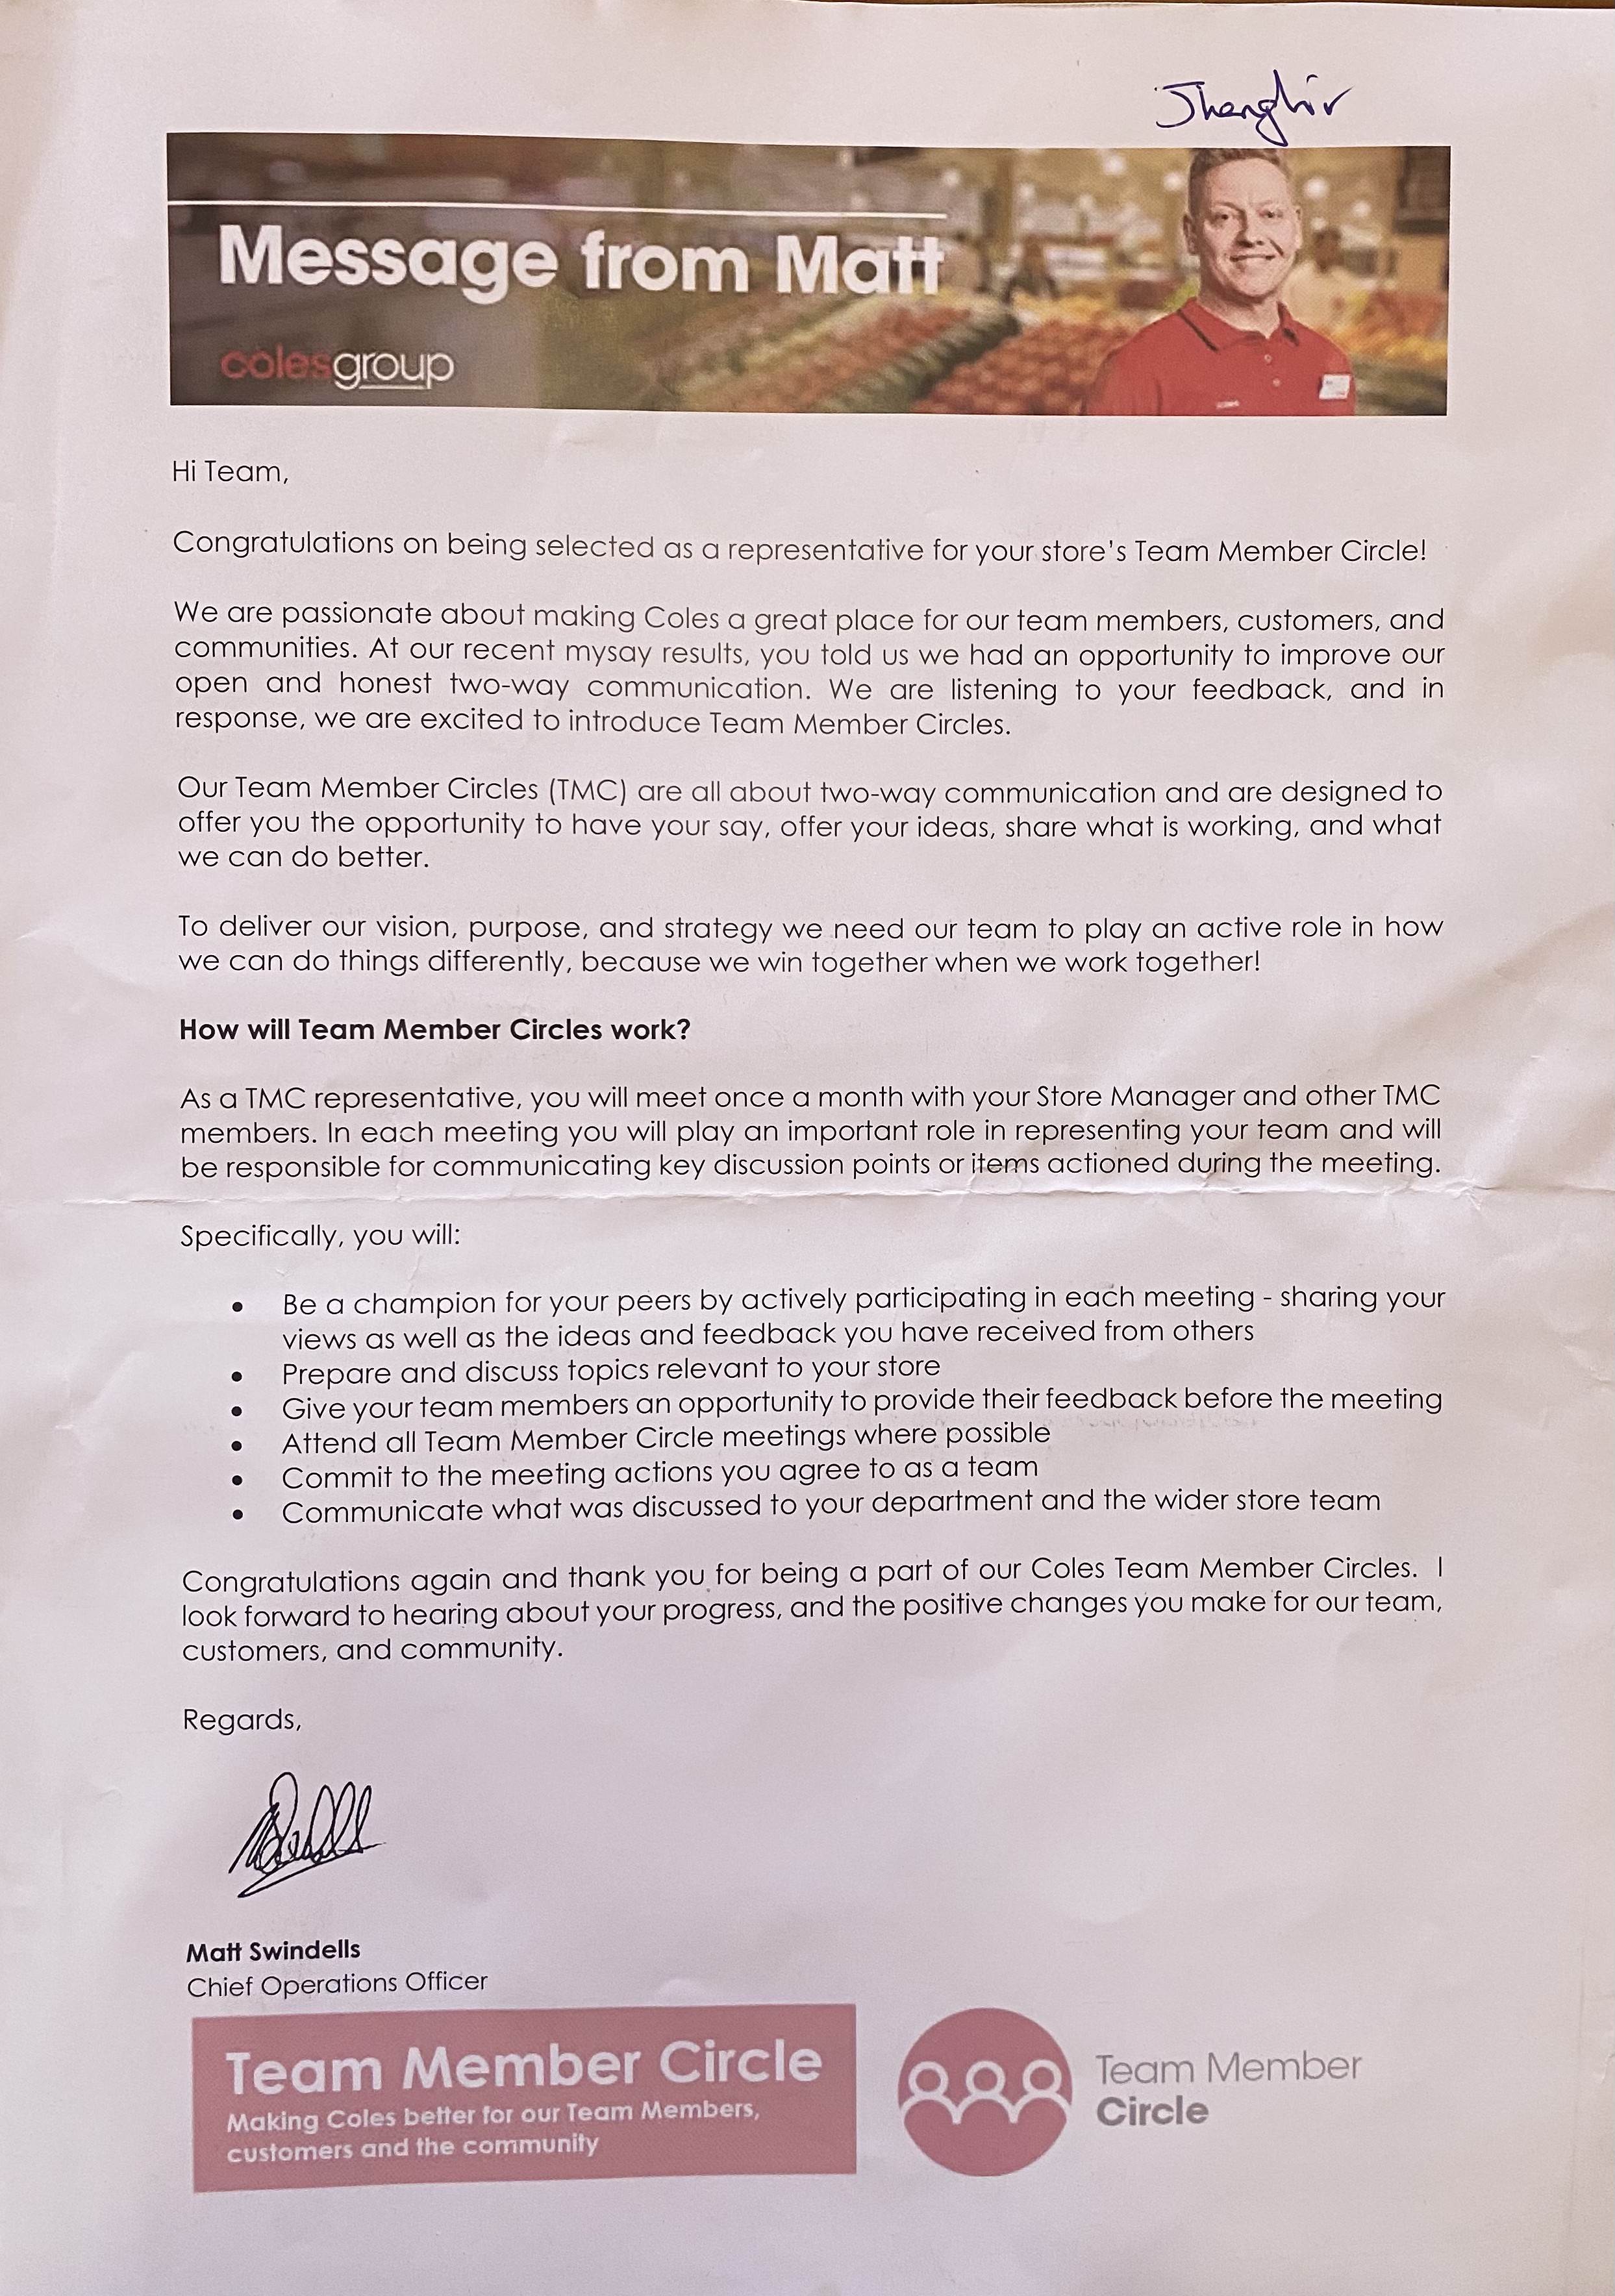 Jhanghir
Message from Matt
colesgroup
Hi Team,
Congratulations on being selected as a representative for your store's Team Member Circle!
We are passionate about making Coles a great place for our team members, customers, and
communities. At our recent mysay results, you told us we had an opportunity to improve our
open and honest two-way communication. We are listening to your feedback, and in
response, we are excited to introduce Team Member Circles.
Our Team Member Circles (TMC) are all about two-way communication and are designed to
offer you the opportunity to have your say, offer your ideas, share what is working, and what
we can do better.
To deliver our vision, purpose, and strategy we need our team to play an active role in how
we can do things differently, because we win together when we work together!
How will Team Member Circles work?
As a TMC representative, you will meet once a month with your Store Manager and other TMC
members. In each meeting you will play an important role in representing your team and will
be responsible for communicating key discussion points or items actioned during the meeting.
Specifically, you will:
• Be a champion for your peers by actively participating in each meeting - sharing your
views as well as the ideas and feedback you have received from others
• Prepare and discuss topics relevant to your store
• Give your team members an opportunity to provide their feedback before the meeting
• Attend all Team Member Circle meetings where possible
• Commit to the meeting actions you agree to as a team
• Communicate what was discussed to your department and the wider store team
Congratulations again and thank you for being a part of our Coles Team Member Circles. I
look forward to hearing about your progress, and the positive changes you make for our team,
customers, and community.
Regards,
Matt Swindells
Chief Operations Officer
Team Member Circle
Making Coles better for our Team Members,
customers and the community
Team Member
Circle